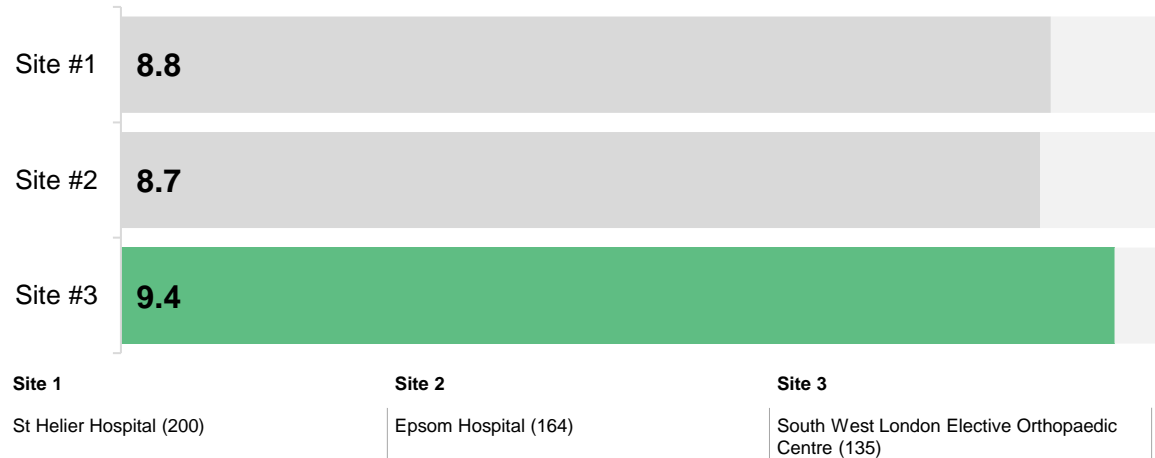 Site #1 8.8
Site #2 8.7
Site #3 9.4
Site 1 Site 2 Site 3
St Helier Hospital (200) Epsom Hospital (164) South West London Elective Orthopaedic
Centre (135)